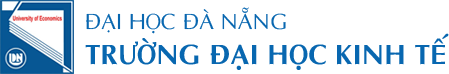 University of Economics
ĐẠI HỌC ĐÀ NẴNG
TRƯỜNG ĐẠI HỌC KINH TẾ